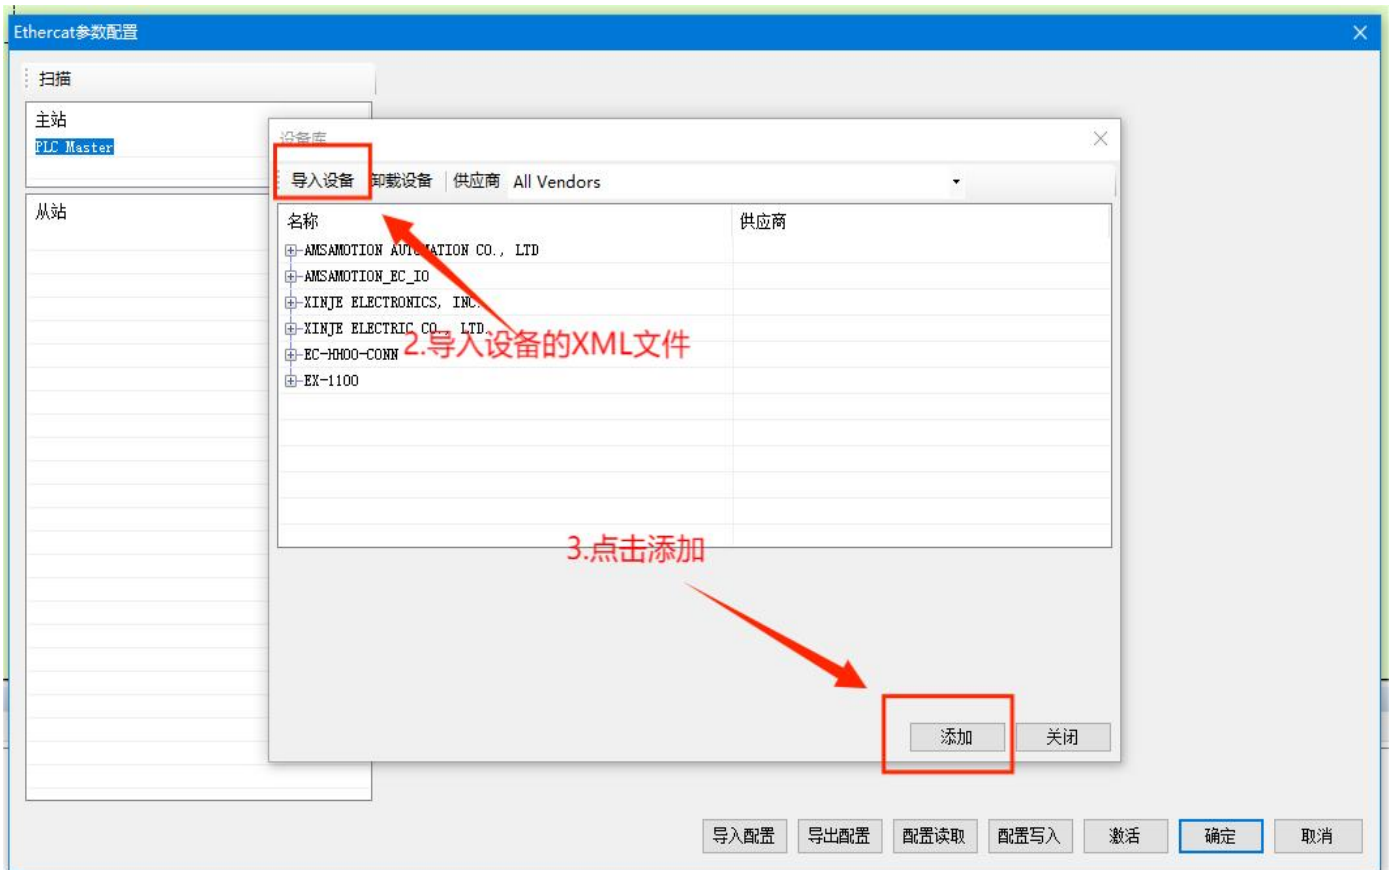 Ethercat参数配置
扫描
主站
PLC Master
从站
设备库
导入设备 卸载设备 供应商 All Vendors
名称 供应商
AMSAMOTION AUTOMATION CO., LTD
AMSAMOTION_EC_IO
XINJE ELECTRONICS, INC.
XINJE ELECTRIC CO., LTD.
2.导入设备的XML文件
EC-HH00-CONN
EX-1100
3.点击添加
添加 关闭
导入配置 导出配置 配置读取 配置写入 激活 确定 取消